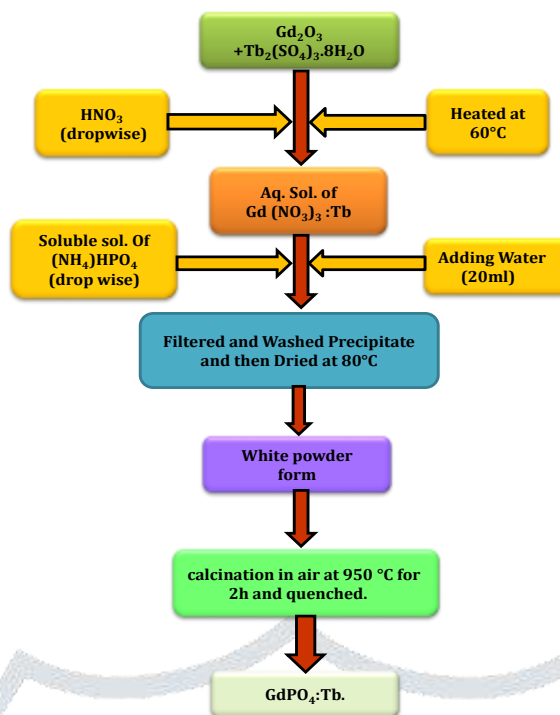 Gd₂O₃
+Tb₂(SO₄)₃.8H₂O
HNO₃
(dropwise)
Heated at
60°C
Aq. Sol. of
Gd (NO₃)₃ :Tb
Soluble sol. Of
(NH₄)HPO₄
(drop wise)
Adding Water
(20ml)
Filtered and Washed Precipitate
and then Dried at 80°C
White powder
form
calcination in air at 950 °C for
2h and quenched.
GdPO₄:Tb.